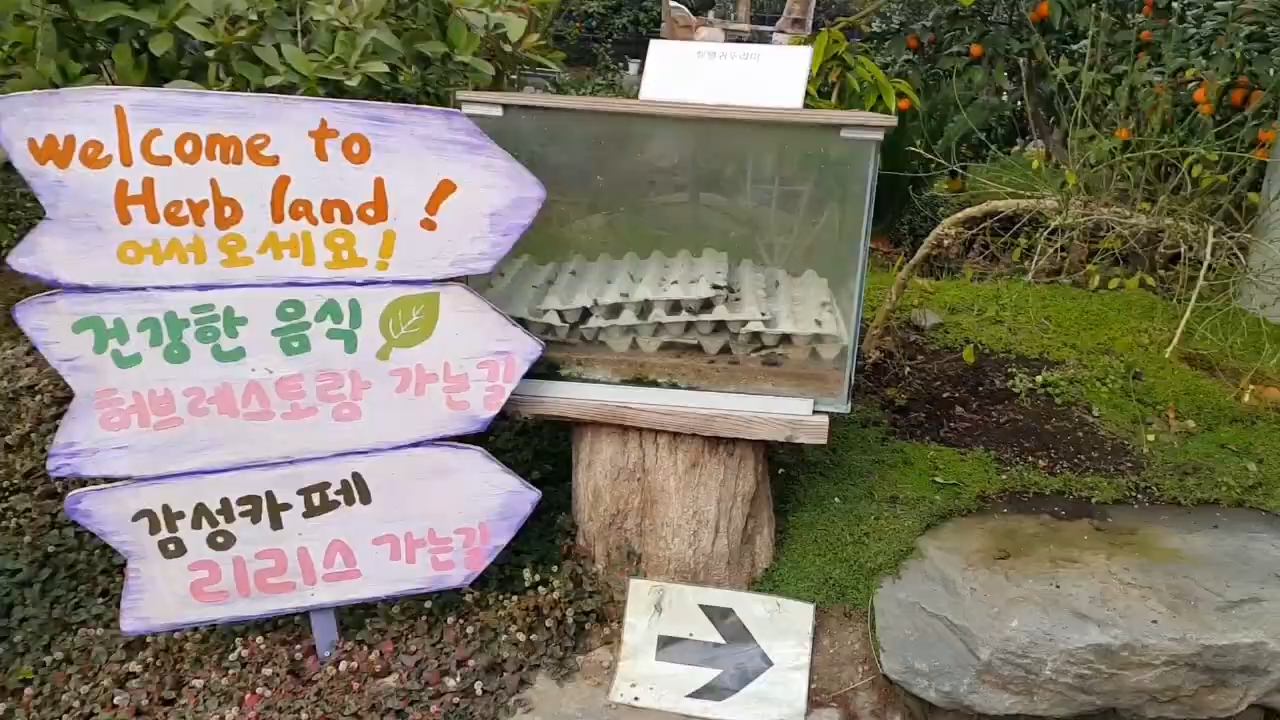 welcome to
Herb land!
어서오세요!
건강한 음식
허브레스토랑 가는길
감성카페
리리스 가는길